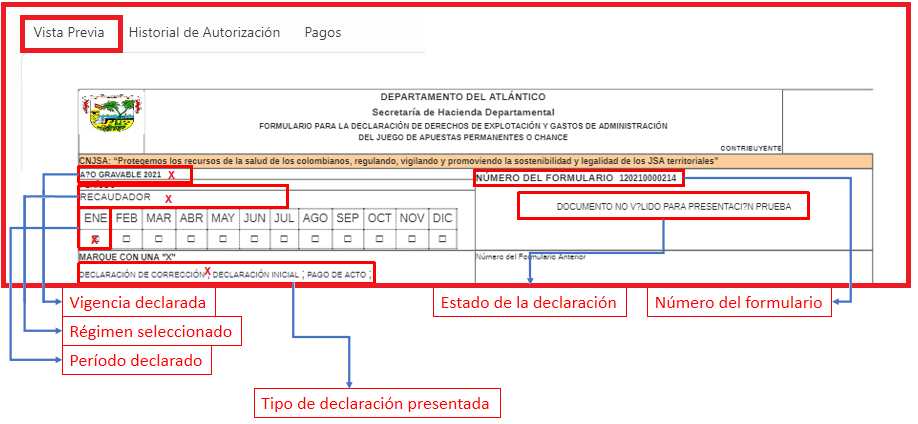 Vista Previa Historial de Autorización Pagos
DEPARTAMENTO DEL ATLÁNTICO
Secretaría de Hacienda Departamental
FORMULARIO PARA LA DECLARACIÓN DE DERECHOS DE EXPLOTACIÓN Y GASTOS DE ADMINISTRACIÓN
DEL JUEGO DE APUESTAS PERMANENTES O CHANCE
CONTRIBUYENTE
CNJSA: “Protegemos los recursos de la salud de los colombianos, regulando, vigilando y promoviendo la sostenibilidad y legalidad de los JSA territoriales”
A?O GRAVABLE 2021 X
NÚMERO DEL FORMULARIO 120210000214
RECAUDADOR X
DOCUMENTO NO V?LIDO PARA PRESENTACI?N PRUEBA
ENE FEB MAR ABR MAY JUN JUL AGO SEP OCT NOV DIC
X
MARQUE CON UNA "X"
Número del Formulario Anterior
DECLARACIÓN DE CORRECCIÓN X ; DECLARACIÓN INICIAL ; PAGO DE ACTO ;
Vigencia declarada
Estado de la declaración
Número del formulario
Régimen seleccionado
Período declarado
Tipo de declaración presentada